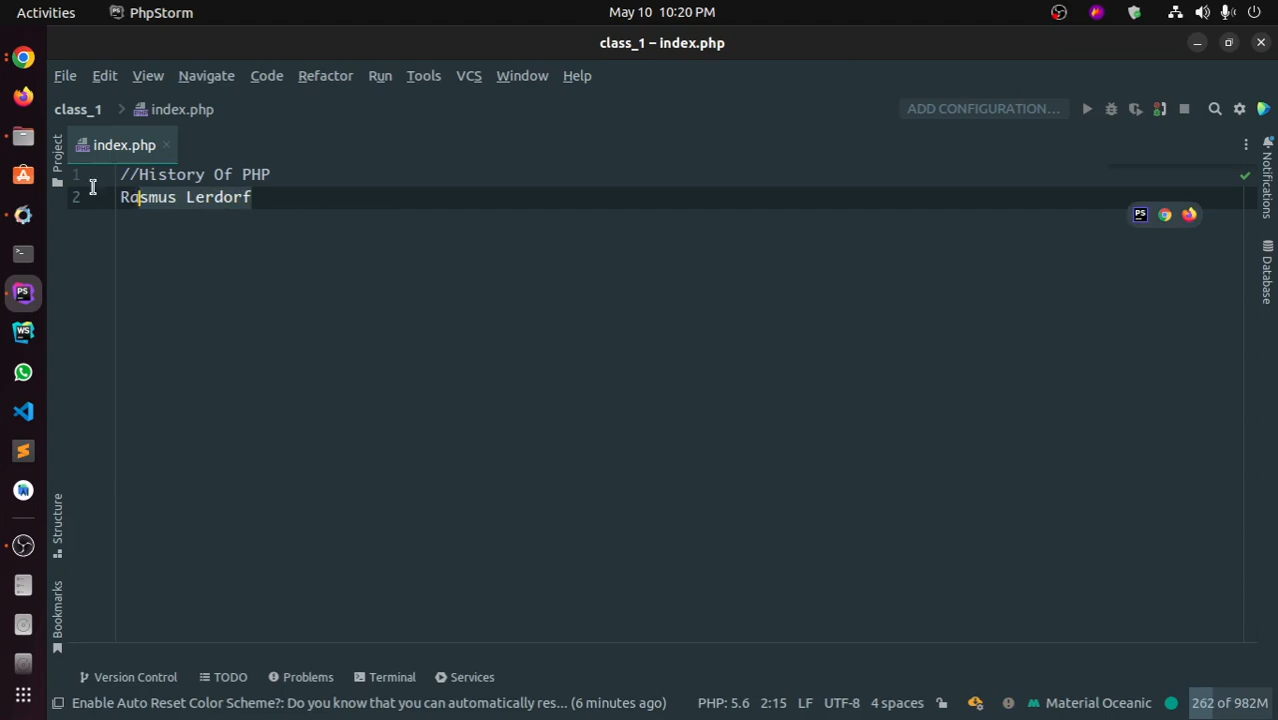 Activities PhpStorm May 10 10:20 PM
class_1 – index.php
File Edit View Navigate Code Refactor Run Tools VCS Window Help
class_1 index.php ADD CONFIGURATION...
Project
index.php
Notifications
1 //History Of PHP
2 Rasmus Lerdorf
PS
Database
PS
WS
Structure
Bookmarks
Version Control TODO Problems Terminal Services
Enable Auto Reset Color Scheme?: Do you know that you can automatically res... (6 minutes ago) PHP: 5.6 2:15 LF UTF-8 4 spaces Material Oceanic 262 of 982M